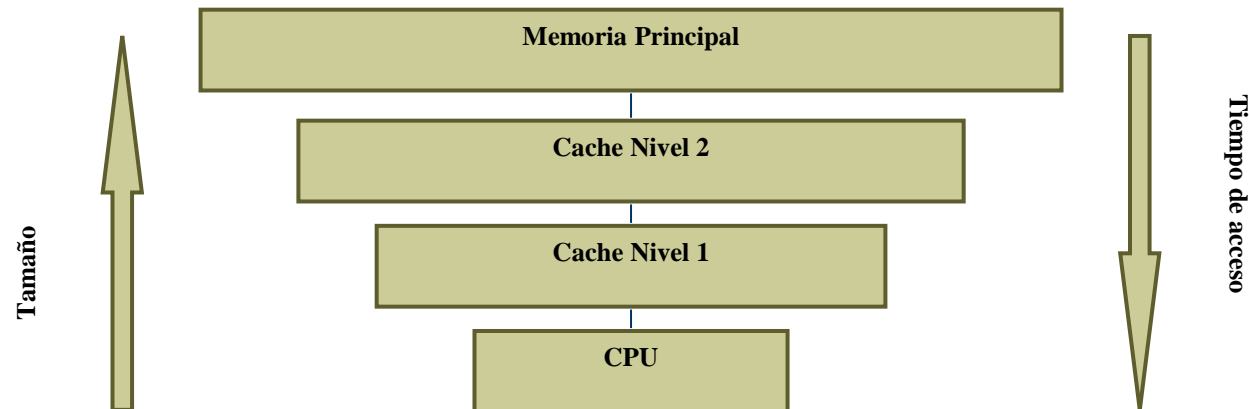 Memoria Principal
Cache Nivel 2
Cache Nivel 1
CPU
Tamaño
Tiempo de acceso